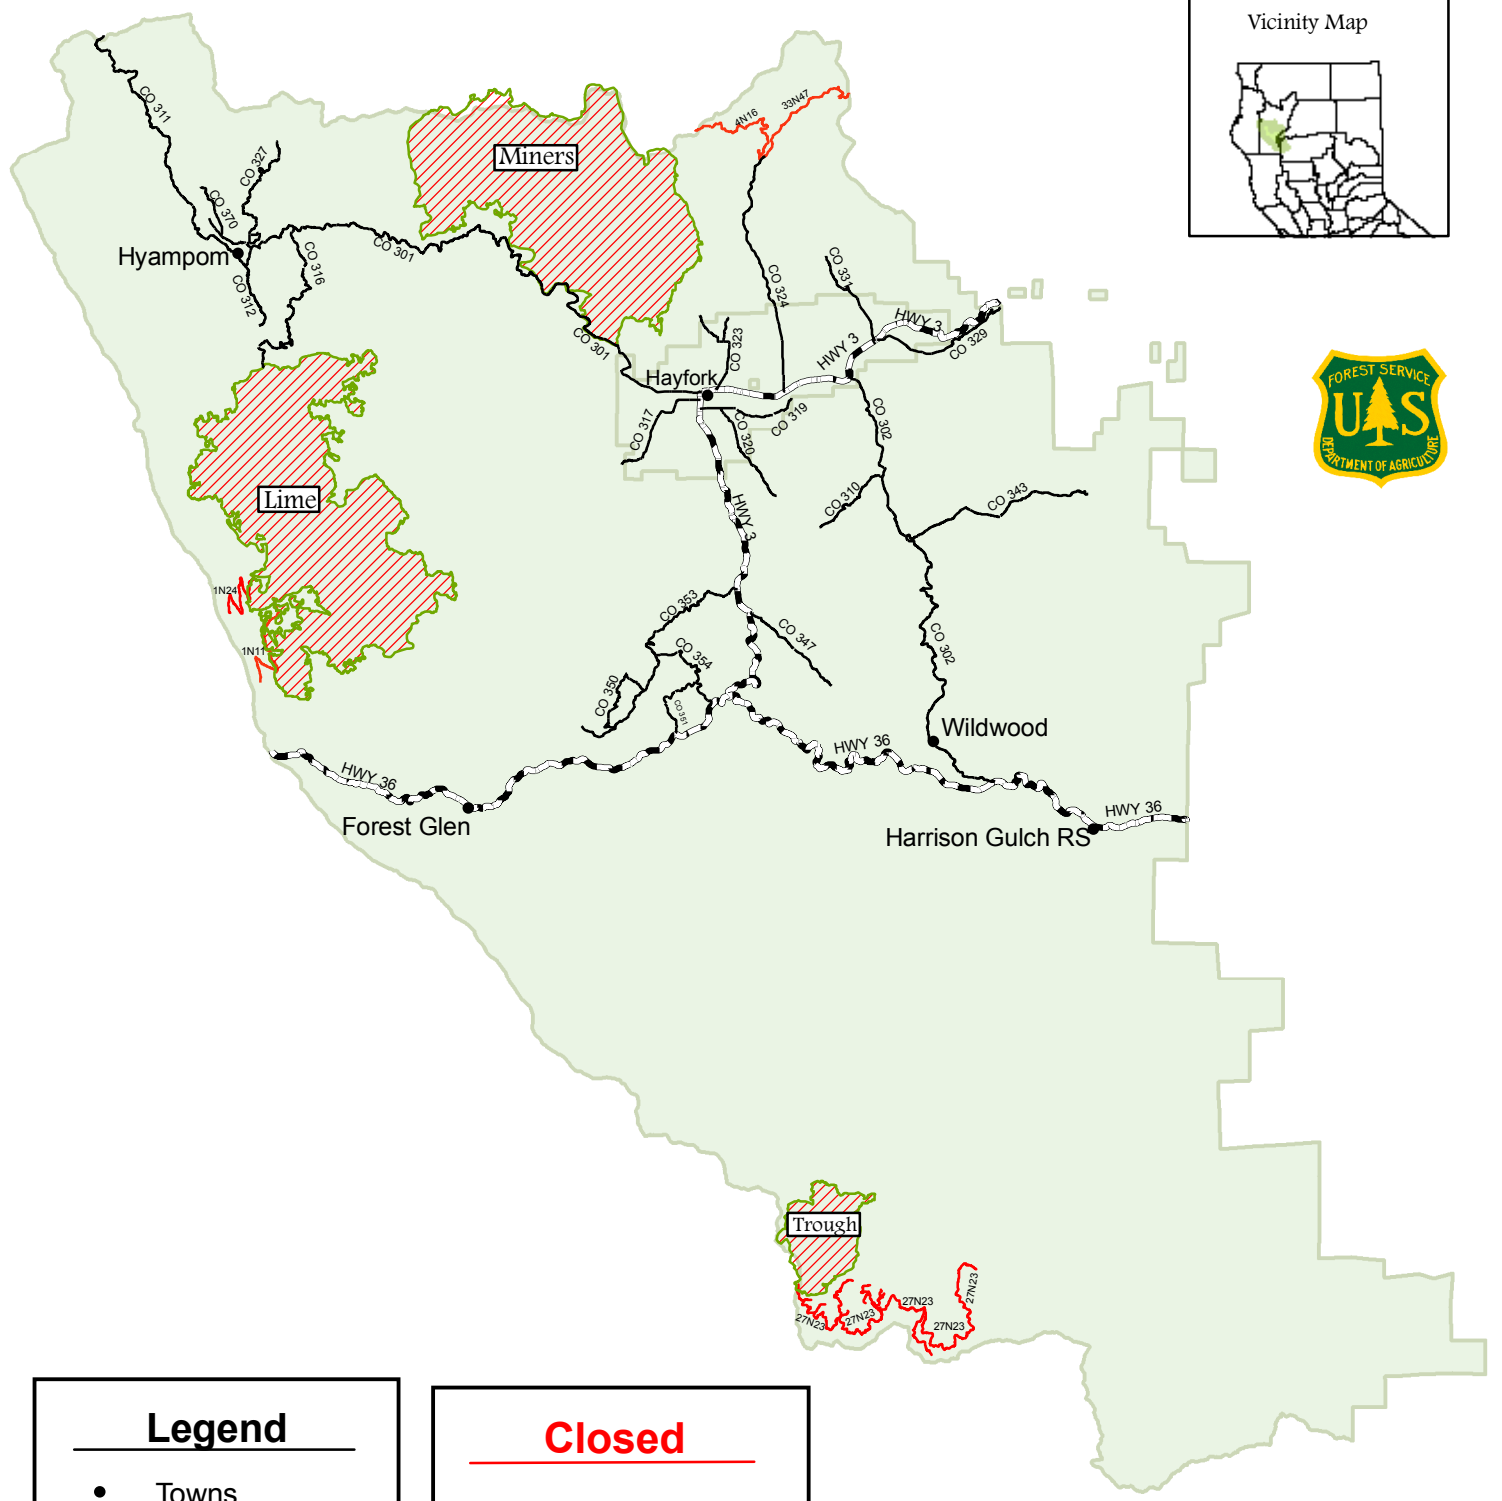 Vicinity Map
CO 311
4N16
33N47
Miners
CO 327
CO 370
Hyampom
CO 301
CO 316
CO 312
CO 324
CO 331
HWY 3
CO 329
CO 301
CO 323
HWY 3
Hayfork
FOREST SERVICE
U S
DEPARTMENT OF AGRICULTURE
CO 317
CO 320
CO 319
CO 302
Lime
HWY 3
CO 310
CO 343
1N24
CO 353
CO 347
CO 302
1N11
CO 354
CO 350
CO 351
Wildwood
HWY 36
HWY 36
HWY 36
Forest Glen
Harrison Gulch RS
Trough
27N23
27N23
27N23
27N23
27N23
Legend
Closed
Towns